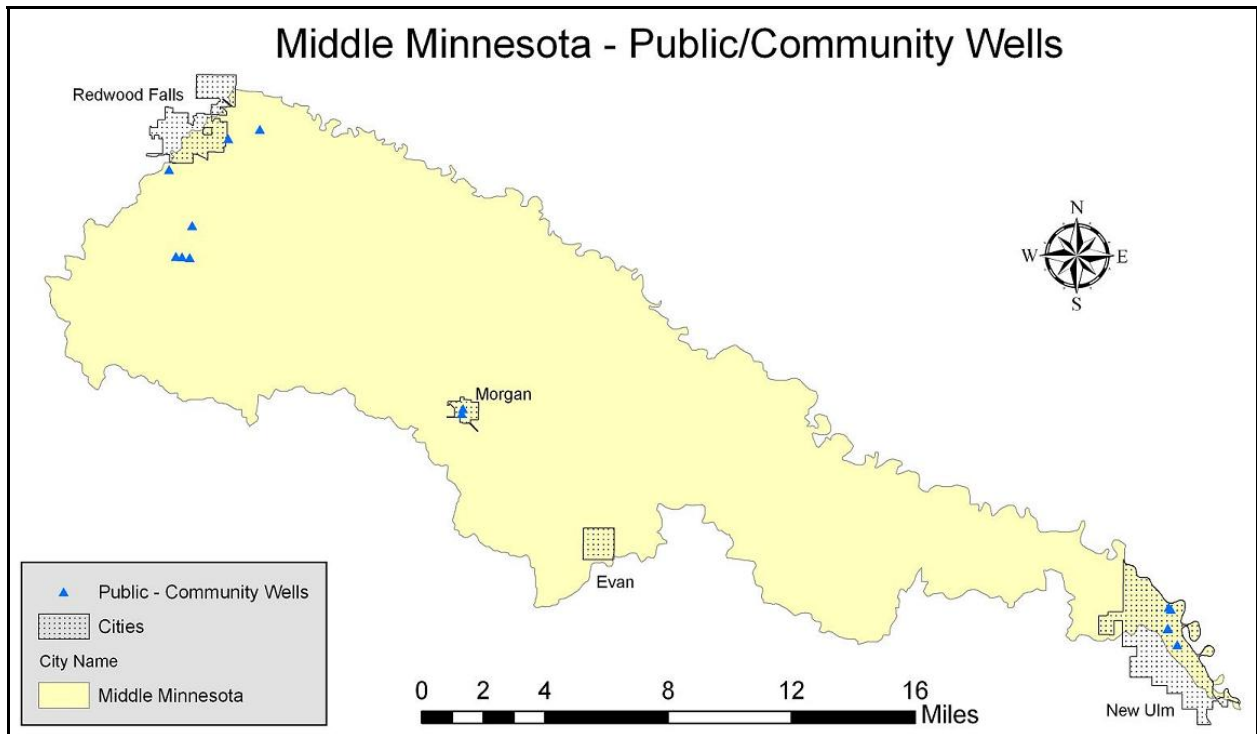 Middle Minnesota - Public/Community Wells
Redwood Falls
N
W E
S
Morgan
Evan
Public - Community Wells
Cities
City Name
Middle Minnesota
0 2 4 8 12 16
Miles
New Ulm